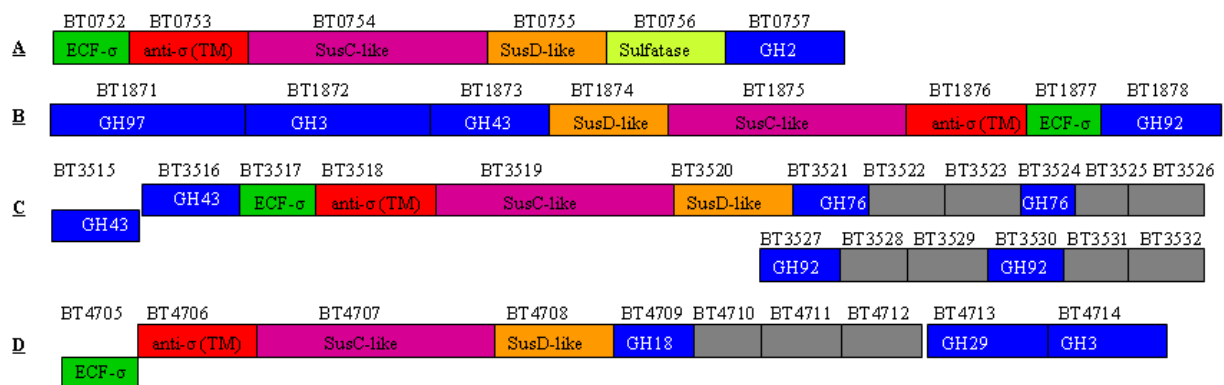 BT0752 BT0753 BT0754 BT0755 BT0756 BT0757
A ECF-σ anti-σ (TM) SusC-like SusD-like Sulfatase GH2
BT1871 BT1872 BT1873 BT1874 BT1875 BT1876 BT1877 BT1878
B GH97 GH3 GH43 SusD-like SusC-like anti-σ (TM) ECF-σ GH92
BT3515 BT3516 BT3517 BT3518 BT3519 BT3520 BT3521 BT3522 BT3523 BT3524 BT3525 BT3526
C GH43 GH43 ECF-σ anti-σ (TM) SusC-like SusD-like GH76 GH76
BT3527 BT3528 BT3529 BT3530 BT3531 BT3532
GH92 GH92
BT4705 BT4706 BT4707 BT4708 BT4709 BT4710 BT4711 BT4712 BT4713 BT4714
D anti-σ (TM) SusC-like SusD-like GH18 GH29 GH3
ECF-σ